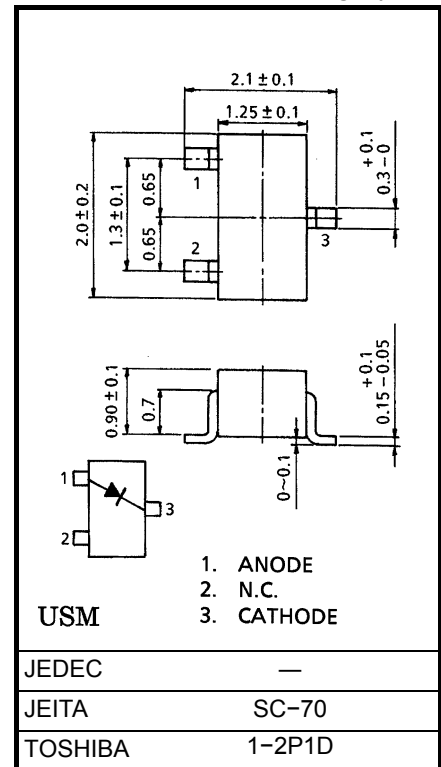 2.1±0.1
1.25±0.1
+0.1
0.3−0
2.0±0.2
1.3±0.1
0.65
0.65
1
2
3
0.90±0.1
0.7
+0.1
0.15−0.05
0~0.1
1
2
3
1. ANODE
2. N.C.
3. CATHODE
USM
JEDEC —
JEITA SC−70
TOSHIBA 1−2P1D